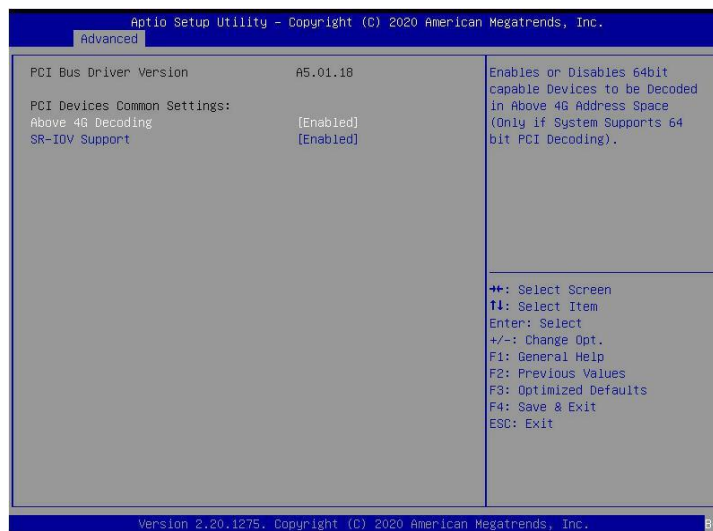 Aptio Setup Utility – Copyright (C) 2020 American Megatrends, Inc.
Advanced
PCI Bus Driver Version A5.01.18
PCI Devices Common Settings:
Above 4G Decoding [Enabled]
SR-IOV Support [Enabled]
Enables or Disables 64bit
capable Devices to be Decoded
in Above 4G Address Space
(Only if System Supports 64
bit PCI Decoding).
→←: Select Screen
↑↓: Select Item
Enter: Select
+/-: Change Opt.
F1: General Help
F2: Previous Values
F3: Optimized Defaults
F4: Save & Exit
ESC: Exit
Version 2.20.1275. Copyright (C) 2020 American Megatrends, Inc.
B